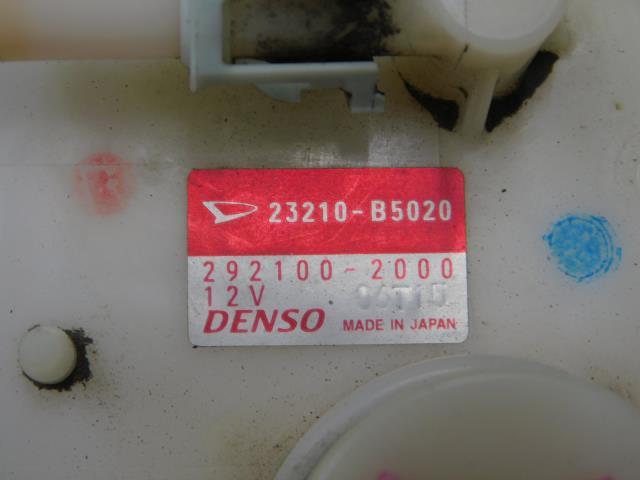 23210-B5020
292100-2000
12V
DENSO MADE IN JAPAN